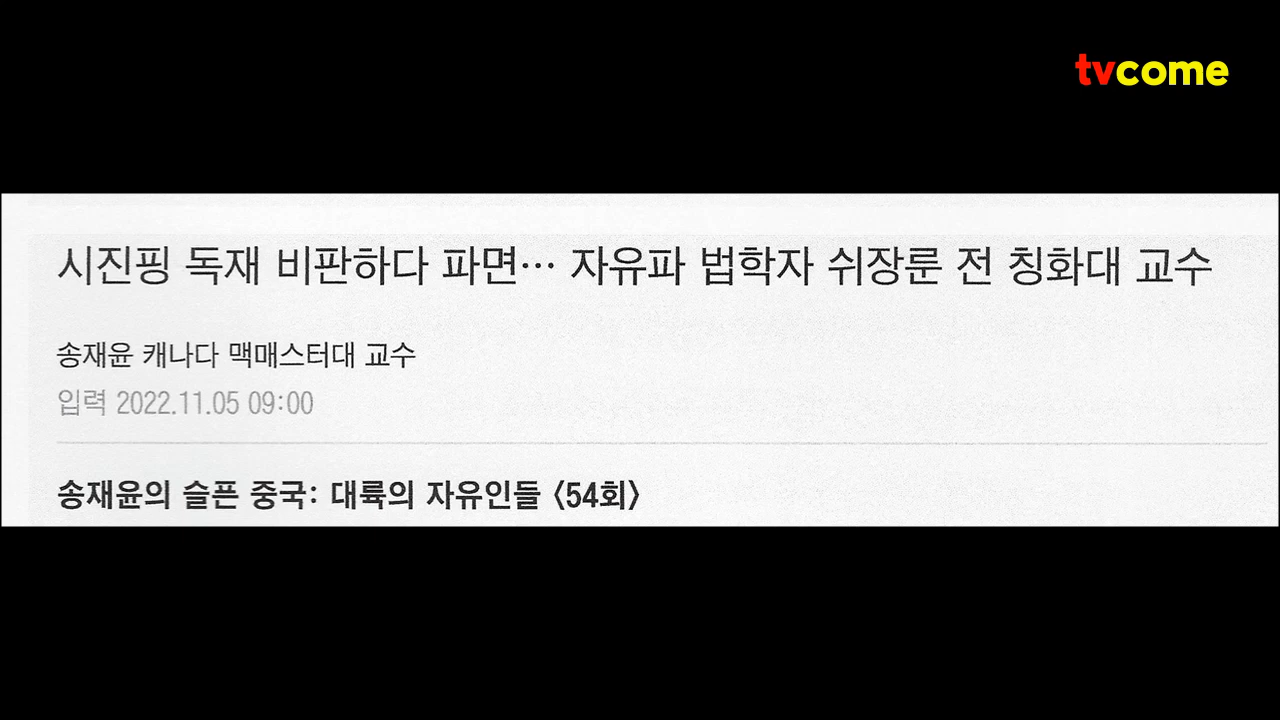 tvcome
시진핑 독재 비판하다 파면… 자유파 법학자 쉬장룬 전 칭화대 교수
송재윤 캐나다 맥매스터대 교수
입력 2022.11.05 09:00
송재윤의 슬픈 중국: 대륙의 자유인들 <54회>